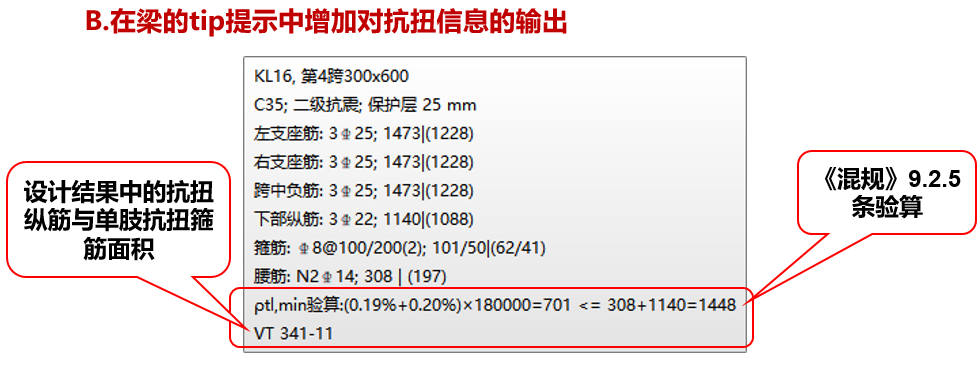 B.在梁的tip提示中增加对抗扭信息的输出
KL16, 第4跨300x600
C35; 二级抗震; 保护层 25 mm
左支座筋: 3⌽25; 1473|(1228)
右支座筋: 3⌽25; 1473|(1228)
跨中负筋: 3⌽25; 1473|(1228)
下部纵筋: 3⌽22; 1140|(1088)
箍筋: ⌽8@100/200(2); 101/50|(62/41)
腰筋: N2⌽14; 308 | (197)
ρtl,min验算:(0.19%+0.20%)×180000=701 <= 308+1140=1448
VT 341-11
设计结果中的抗扭
纵筋与单肢抗扭箍
筋面积
《混规》9.2.5
条验算